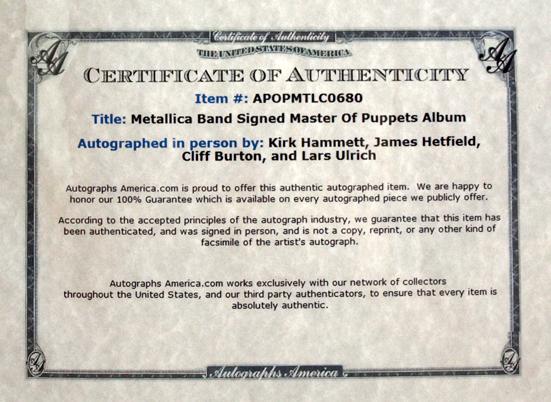 Certificate of Authenticity
THE UNITED STATES OF AMERICA
AA
AA
CERTIFICATE OF AUTHENTICITY
Item #: APOPMTLC0680
Title: Metallica Band Signed Master Of Puppets Album
Autographed in person by: Kirk Hammett, James Hetfield,
Cliff Burton, and Lars Ulrich
Autographs America.com is proud to offer this authentic autographed item. We are happy to
honor our 100% Guarantee which is available on every autographed piece we publicly offer.
According to the accepted principles of the autograph industry, we guarantee that this item has
been authenticated, and was signed in person, and is not a copy, reprint, or any other kind of
facsimile of the artist's autograph.
Autographs America.com works exclusively with our network of collectors
throughout the United States, and our third party authenticators, to ensure that every item is
absolutely authentic.
AA
AA
Autographs America